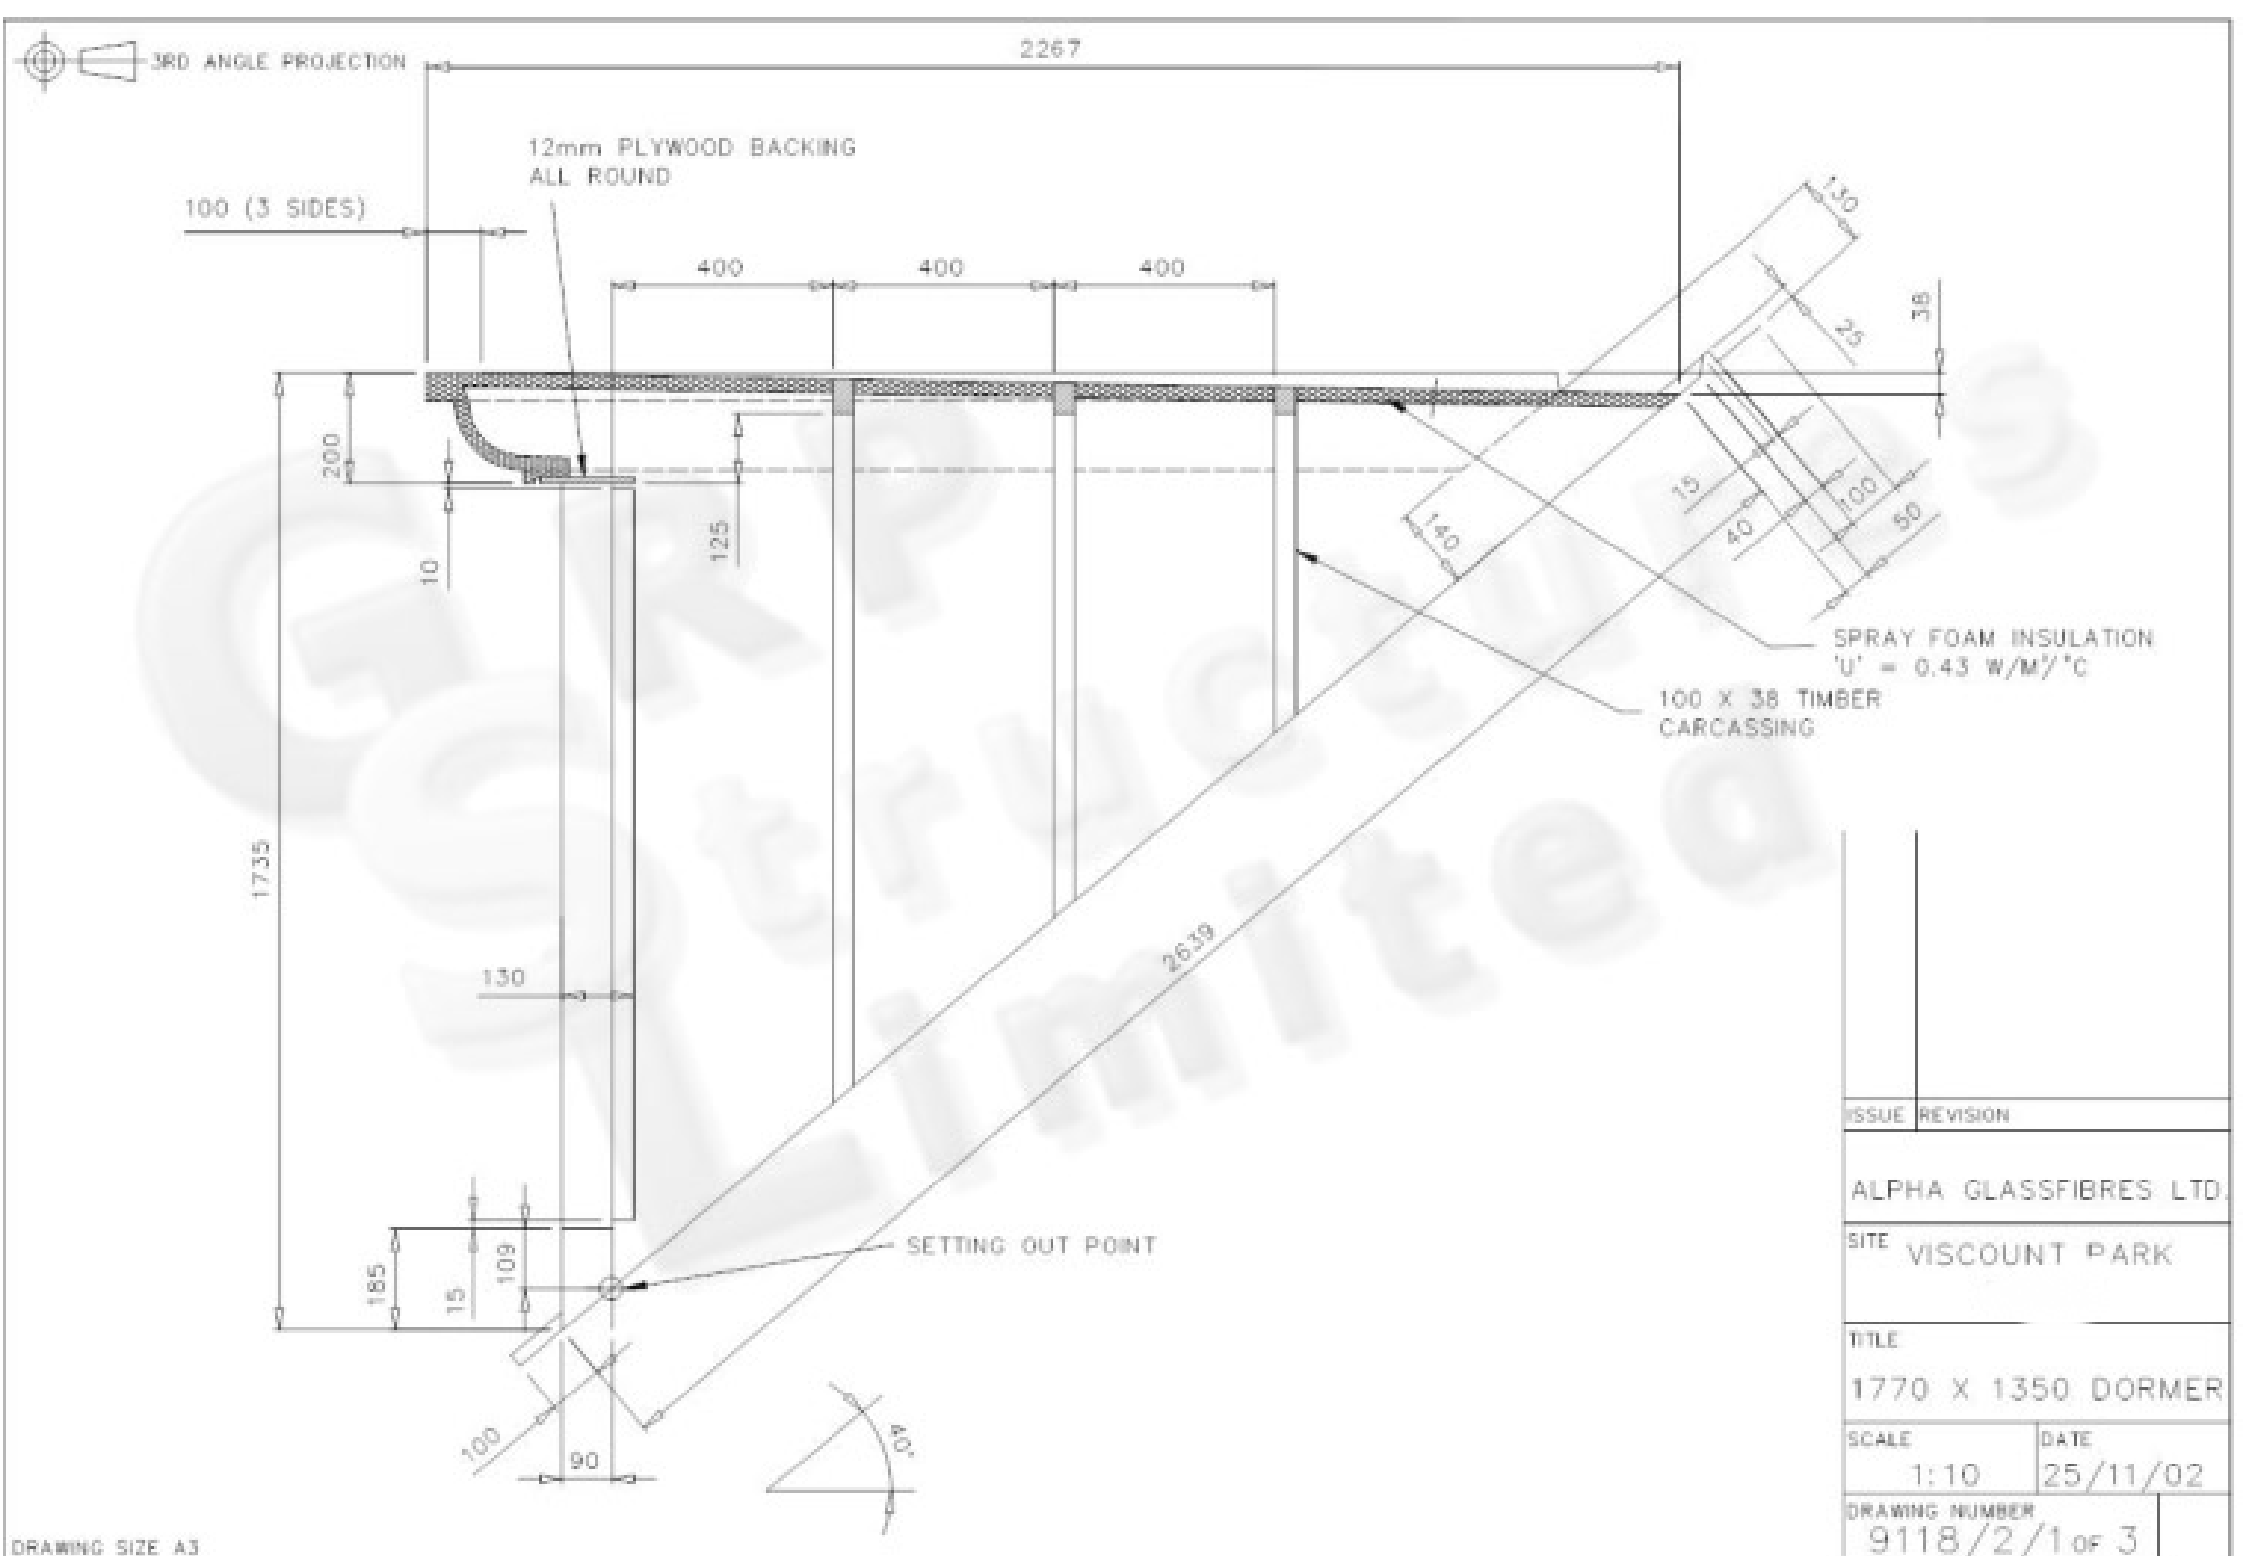 3RD ANGLE PROJECTION
2267
12mm PLYWOOD BACKING
ALL ROUND
100 (3 SIDES)
400
400
400
130
25
38
200
10
125
140
15
40
100
50
SPRAY FOAM INSULATION
'U' = 0.43 W/M²/°C
100 X 38 TIMBER
CARCASSING
1735
130
2639
185
15
109
SETTING OUT POINT
100
90
40°
GRP
Structures
Limited
ISSUE REVISION
ALPHA GLASSFIBRES LTD.
SITE VISCOUNT PARK
TITLE
1770 X 1350 DORMER
SCALE DATE
1:10 25/11/02
DRAWING NUMBER
9118/2/1 OF 3
DRAWING SIZE A3